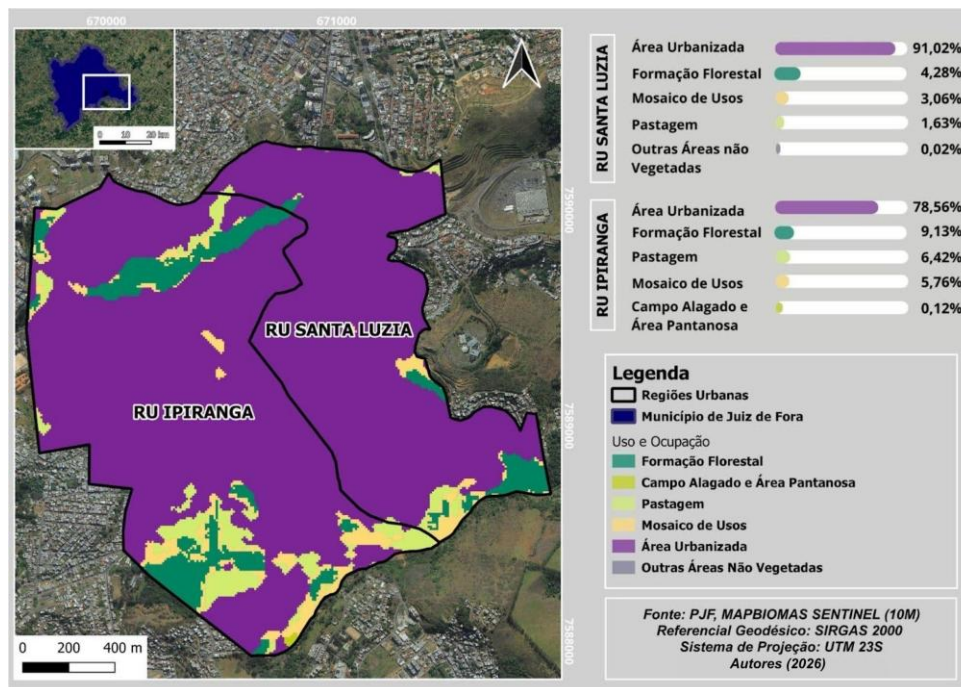 670000
671000
0 10 20 km
7590000
7589000
7588000
RU SANTA LUZIA
RU IPIRANGA
0 200 400 m
RU SANTA LUZIA
Área Urbanizada 91,02%
Formação Florestal 4,28%
Mosaico de Usos 3,06%
Pastagem 1,63%
Outras Áreas não 0,02%
Vegetadas
RU IPIRANGA
Área Urbanizada 78,56%
Formação Florestal 9,13%
Pastagem 6,42%
Mosaico de Usos 5,76%
Campo Alagado e 0,12%
Área Pantanosa
Legenda
Regiões Urbanas
Município de Juiz de Fora
Uso e Ocupação
Formação Florestal
Campo Alagado e Área Pantanosa
Pastagem
Mosaico de Usos
Área Urbanizada
Outras Áreas Não Vegetadas
Fonte: PJF, MAPBIOMAS SENTINEL (10M)
Referencial Geodésico: SIRGAS 2000
Sistema de Projeção: UTM 23S
Autores (2026)